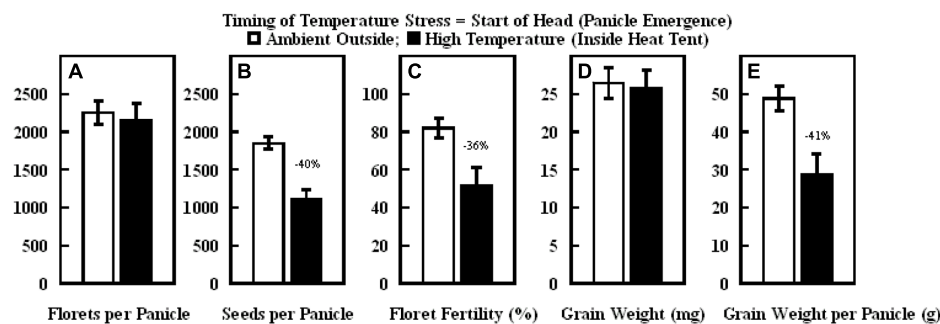 Timing of Temperature Stress = Start of Head (Panicle Emergence)
Ambient Outside; High Temperature (Inside Heat Tent)
A
2500
2000
1500
1000
500
0
Florets per Panicle
B
2500
2000
1500
1000
500
0
-40%
Seeds per Panicle
C
100
80
60
40
20
0
-36%
Floret Fertility (%)
D
25
20
15
10
5
0
Grain Weight (mg)
E
50
40
30
20
10
0
-41%
Grain Weight per Panicle (g)